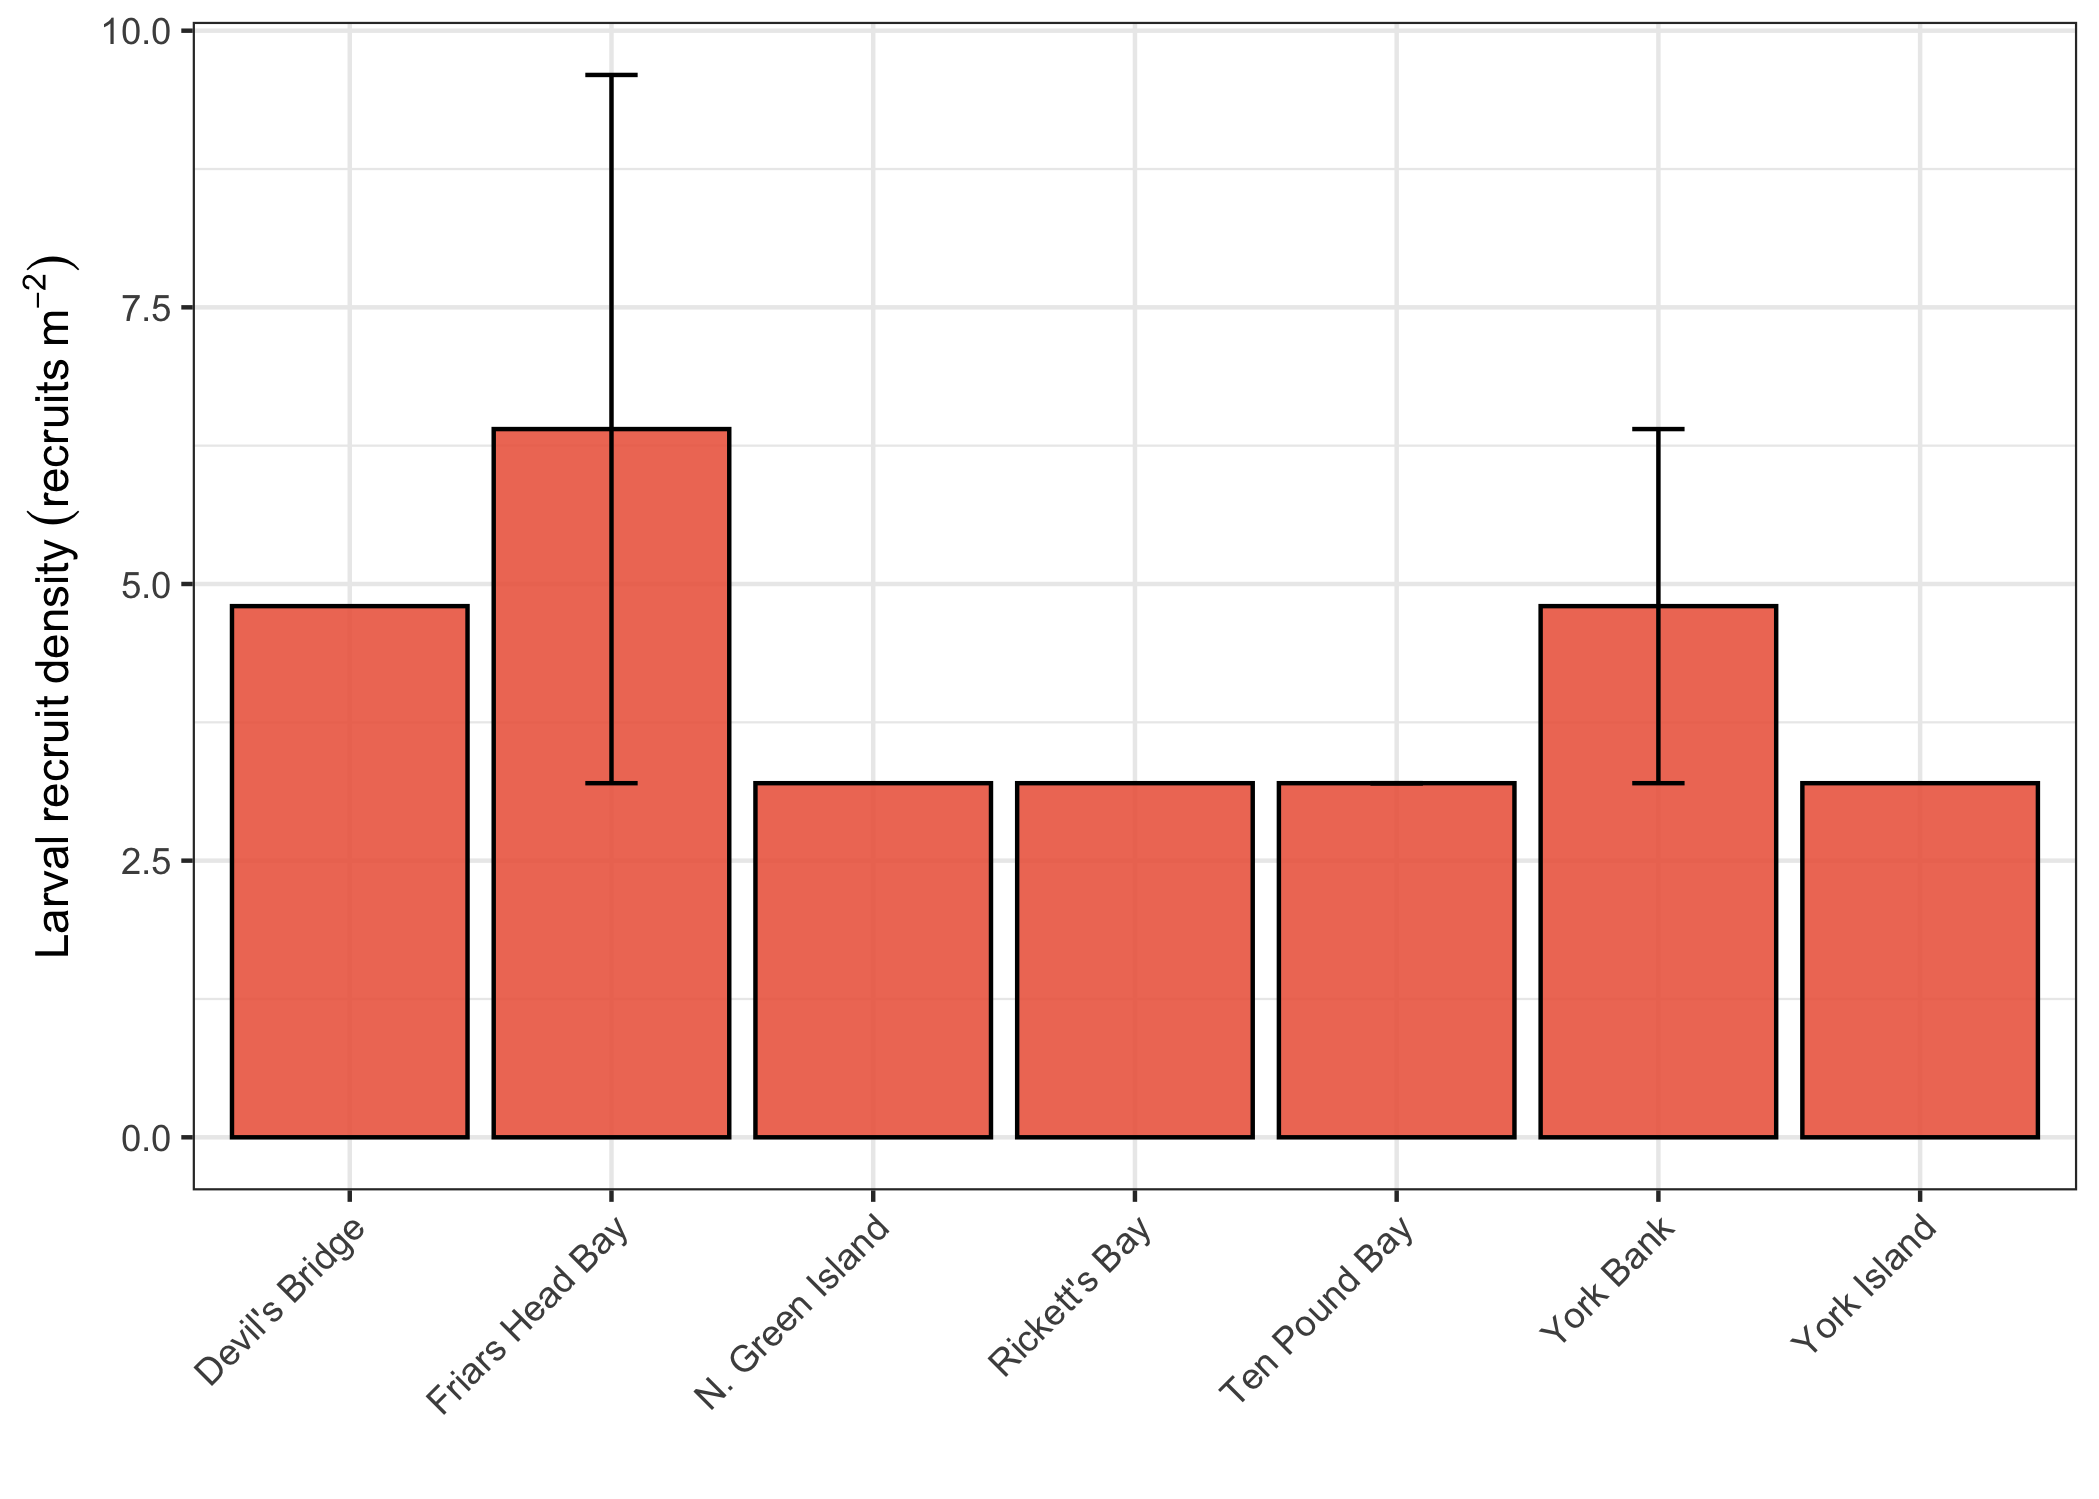 Larval recruit density (recruits m⁻²)
10.0
7.5
5.0
2.5
0.0
Devil's Bridge
Friars Head Bay
N. Green Island
Rickett's Bay
Ten Pound Bay
York Bank
York Island